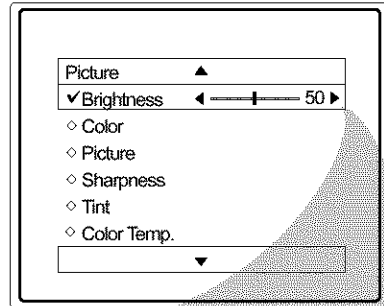 Picture ▲
✔Brightness ◀ 50 ▶
◇ Color
◇ Picture
◇ Sharpness
◇ Tint
◇ Color Temp.
▼